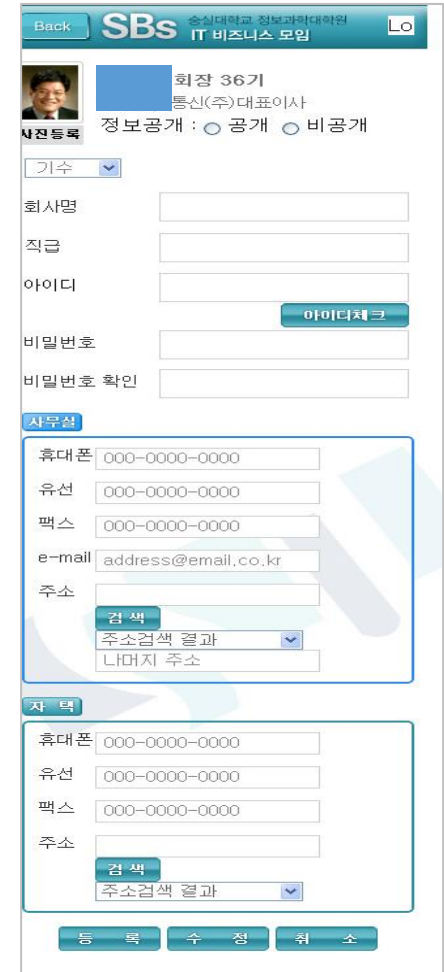 Back
SBs
숭실대학교 정보과학대학원
IT 비즈니스 모임
Lo
회장 36기
통신(주)대표이사
사진등록
정보공개 : 공개 비공개
기수
회사명
직급
아이디
아이디체크
비밀번호
비밀번호 확인
사무실
휴대폰 000-0000-0000
유선 000-0000-0000
팩스 000-0000-0000
e-mail address@email.co.kr
주소
검 색
주소검색 결과
나머지 주소
자 택
휴대폰 000-0000-0000
유선 000-0000-0000
팩스 000-0000-0000
주소
검 색
주소검색 결과
등 록 수 정 취 소